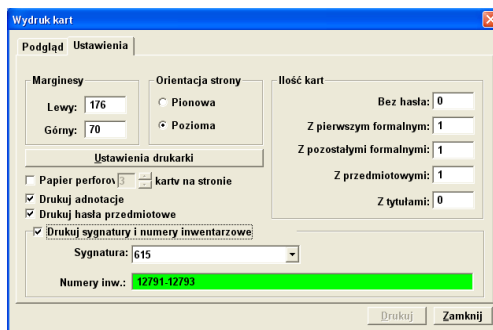 Wydruk kart
Podgląd Ustawienia
Marginesy
Lewy: 176
Górny: 70
Orientacja strony
Pionowa
Pozioma
Ilość kart
Bez hasła: 0
Z pierwszym formalnym: 1
Z pozostałymi formalnymi: 1
Z przedmiotowymi: 1
Z tytułami: 0
Ustawienia drukarki
Papier perforow 3 karty na stronie
Drukuj adnotacje
Drukuj hasła przedmiotowe
Drukuj sygnatury i numery inwentarzowe
Sygnatura: 615
Numery inw.: 12791-12793
Drukuj Zamknij